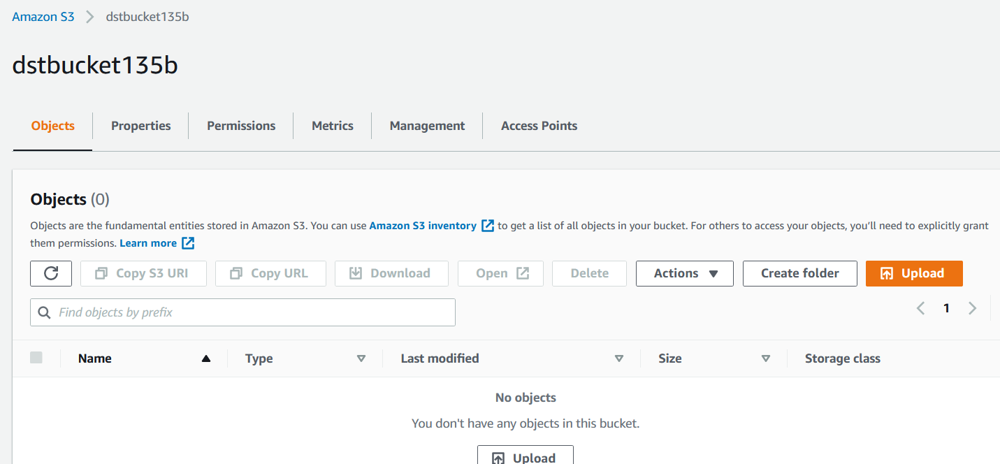 Amazon S3 dstbucket135b
dstbucket135b
Objects Properties Permissions Metrics Management Access Points
Objects (0)
Objects are the fundamental entities stored in Amazon S3. You can use Amazon S3 inventory to get a list of all objects in your bucket. For others to access your objects, you'll need to explicitly grant
them permissions. Learn more
Copy S3 URI Copy URL Download Open Delete Actions Create folder Upload
Find objects by prefix 1
Name Type Last modified Size Storage class
No objects
You don't have any objects in this bucket.
Upload